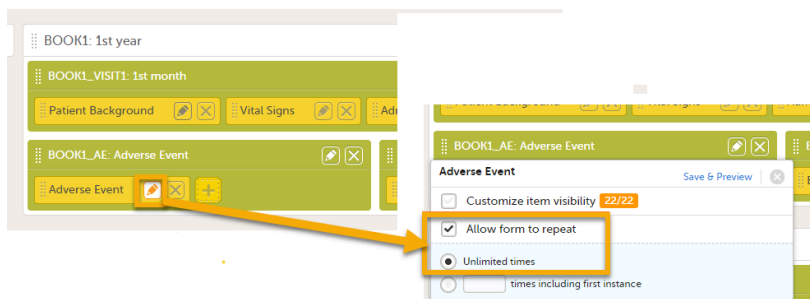 BOOK1: 1st year
BOOK1_VISIT1: 1st month
Patient Background
Vital Signs
BOOK1_AE: Adverse Event
Adverse Event
BOOK1_AE: Adverse Event
Adverse Event
Save & Preview
Customize item visibility 22/22
Allow form to repeat
Unlimited times
times including first instance